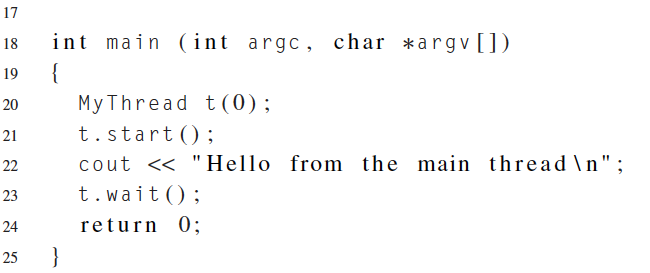 17
18 int main (int argc, char *argv[])
19 {
20 MyThread t(0);
21 t.start();
22 cout << "Hello from the main thread\n";
23 t.wait();
24 return 0;
25 }